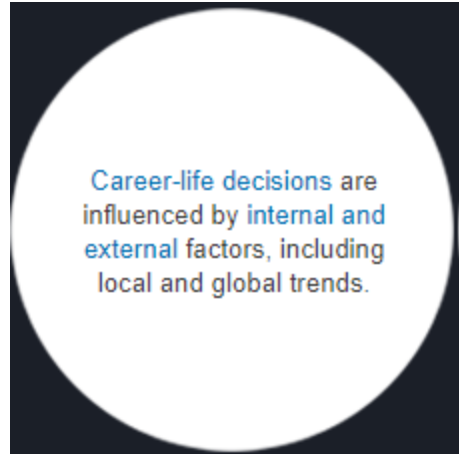 Career-life decisions are
influenced by internal and
external factors, including
local and global trends.